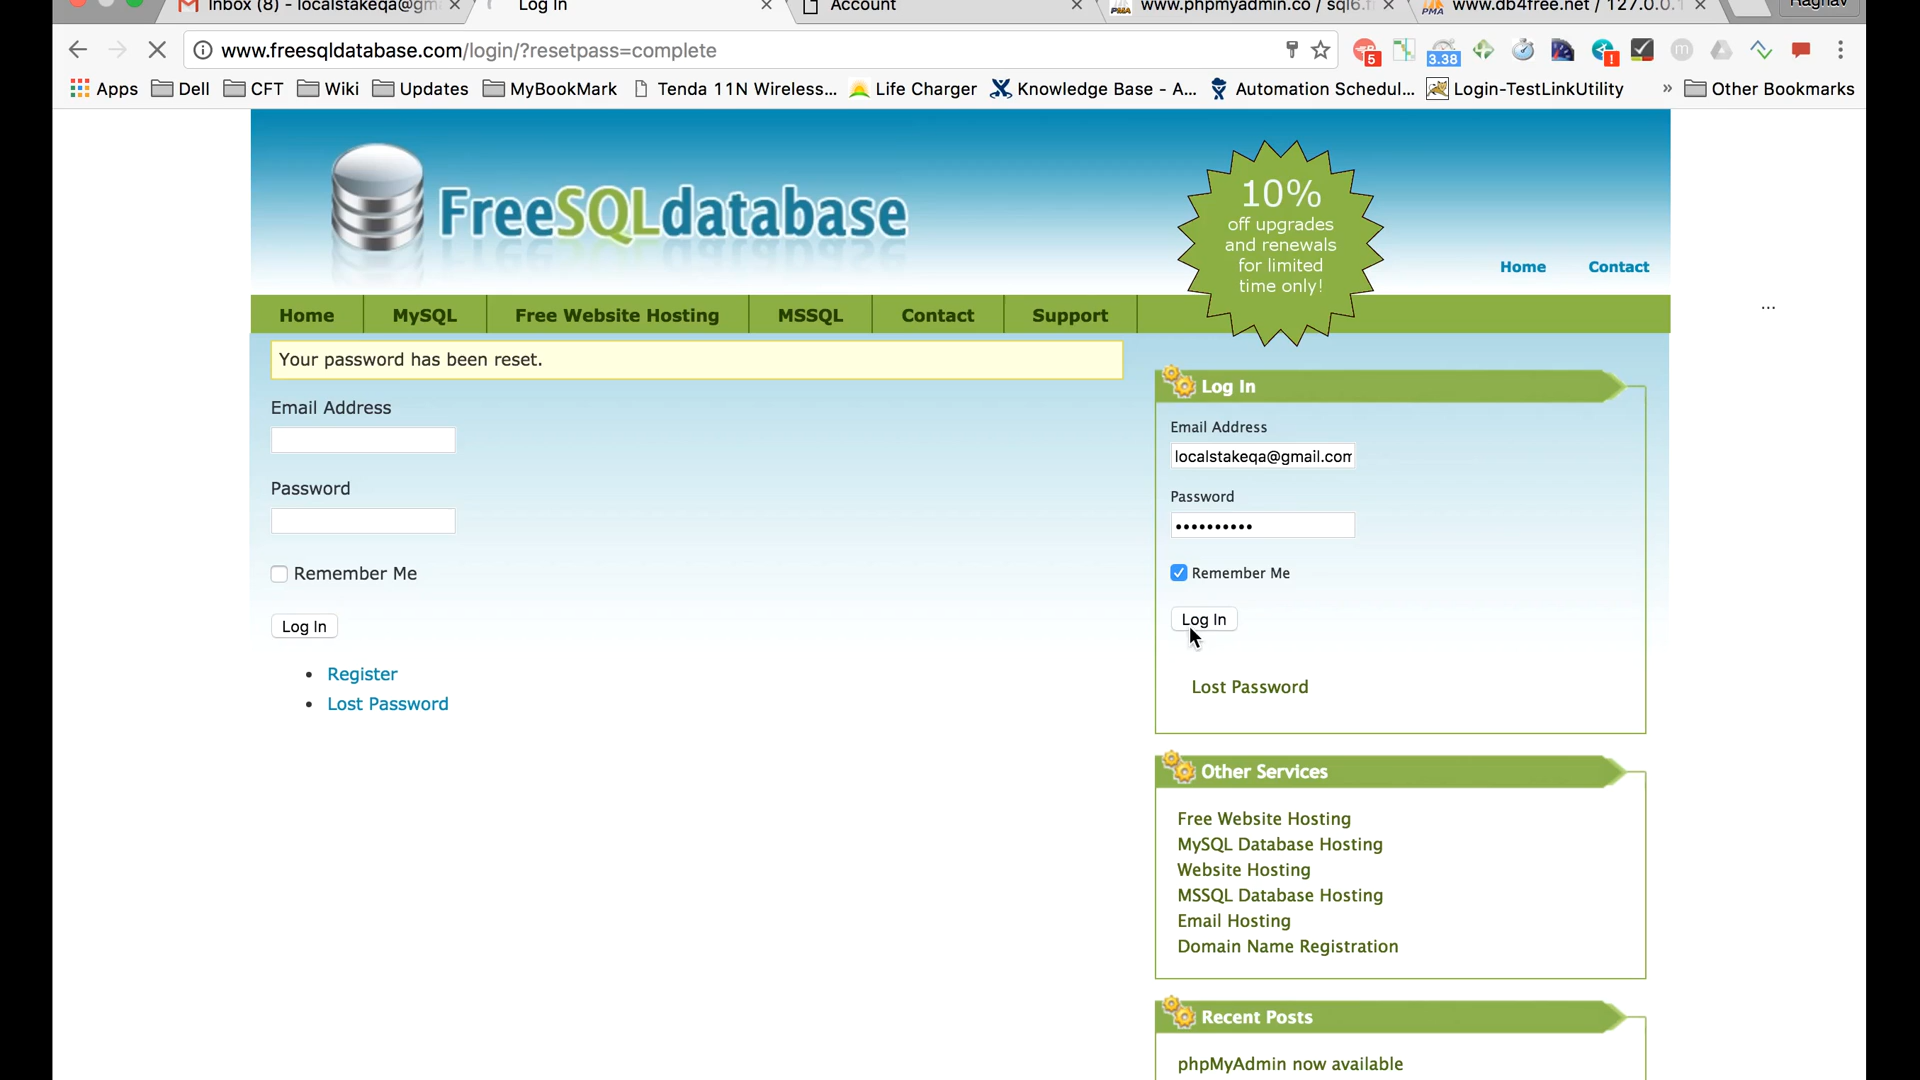 Inbox (8) - localstakeqa@gm
Log In
Account
www.phpmyadmin.co / sql6.f
www.db4free.net / 127.0.0.1
Raghav
www.freesqldatabase.com/login/?resetpass=complete
5
3.38
!
Apps
Dell
CFT
Wiki
Updates
MyBookMark
Tenda 11N Wireless...
Life Charger
Knowledge Base - A...
Automation Schedul...
Login-TestLinkUtility
»
Other Bookmarks
FreeSQLdatabase
10%
off upgrades
and renewals
for limited
time only!
Home
Contact
Home
MySQL
Free Website Hosting
MSSQL
Contact
Support
...
Your password has been reset.
Email Address
Password
Remember Me
Log In
• Register
• Lost Password
Log In
Email Address
localstakeqa@gmail.com
Password
••••••••••
Remember Me
Log In
Lost Password
Other Services
Free Website Hosting
MySQL Database Hosting
Website Hosting
MSSQL Database Hosting
Email Hosting
Domain Name Registration
Recent Posts
phpMyAdmin now available